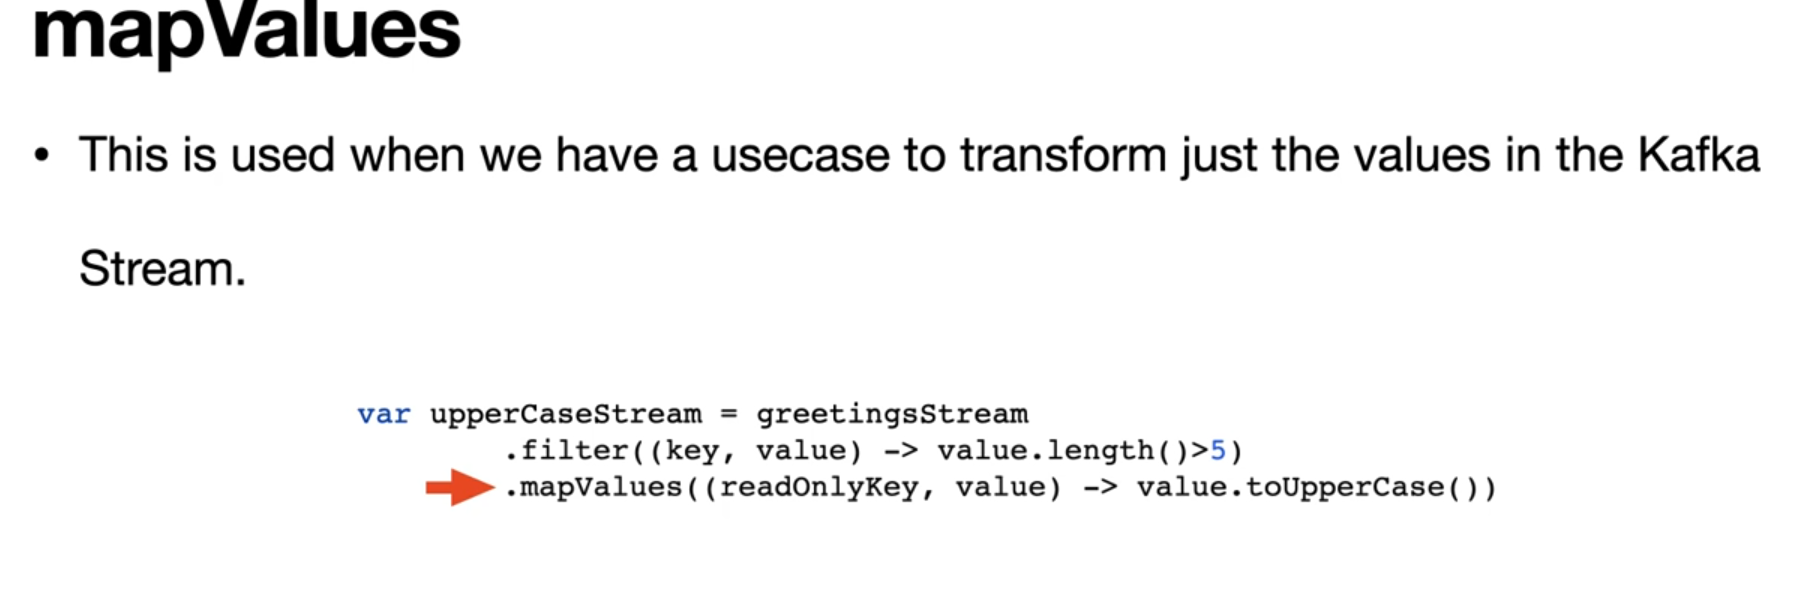 mapValues
• This is used when we have a usecase to transform just the values in the Kafka
Stream.
var upperCaseStream = greetingsStream
.filter((key, value) -> value.length()>5)
.mapValues((readOnlyKey, value) -> value.toUpperCase())